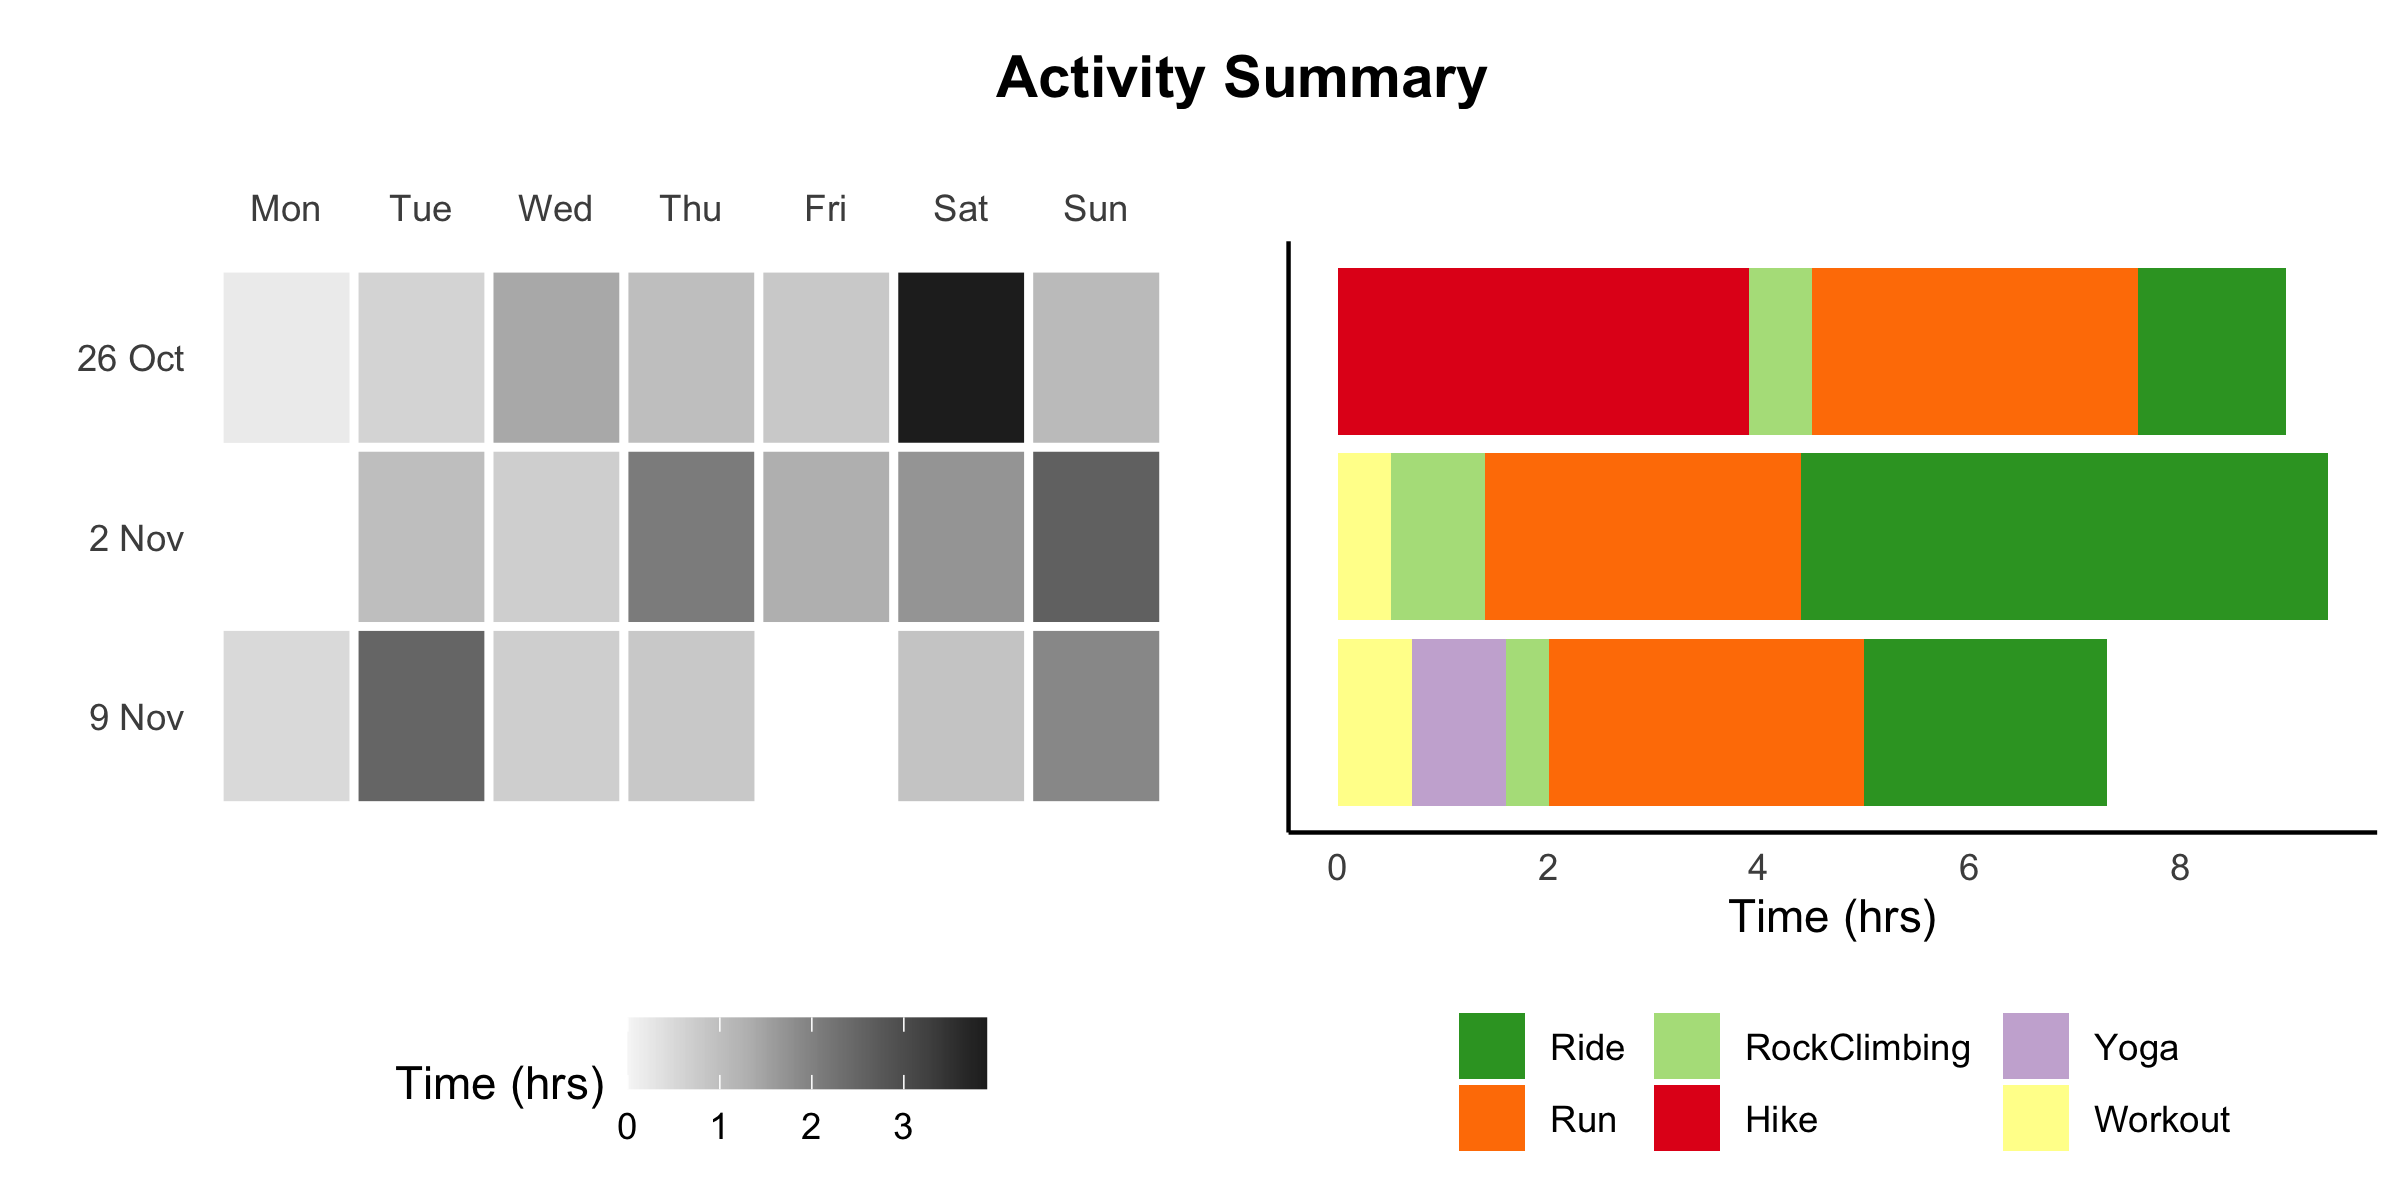 Activity Summary
Mon Tue Wed Thu Fri Sat Sun
26 Oct
2 Nov
9 Nov
0 2 4 6 8
Time (hrs)
Time (hrs)
0 1 2 3
Ride RockClimbing Yoga
Run Hike Workout